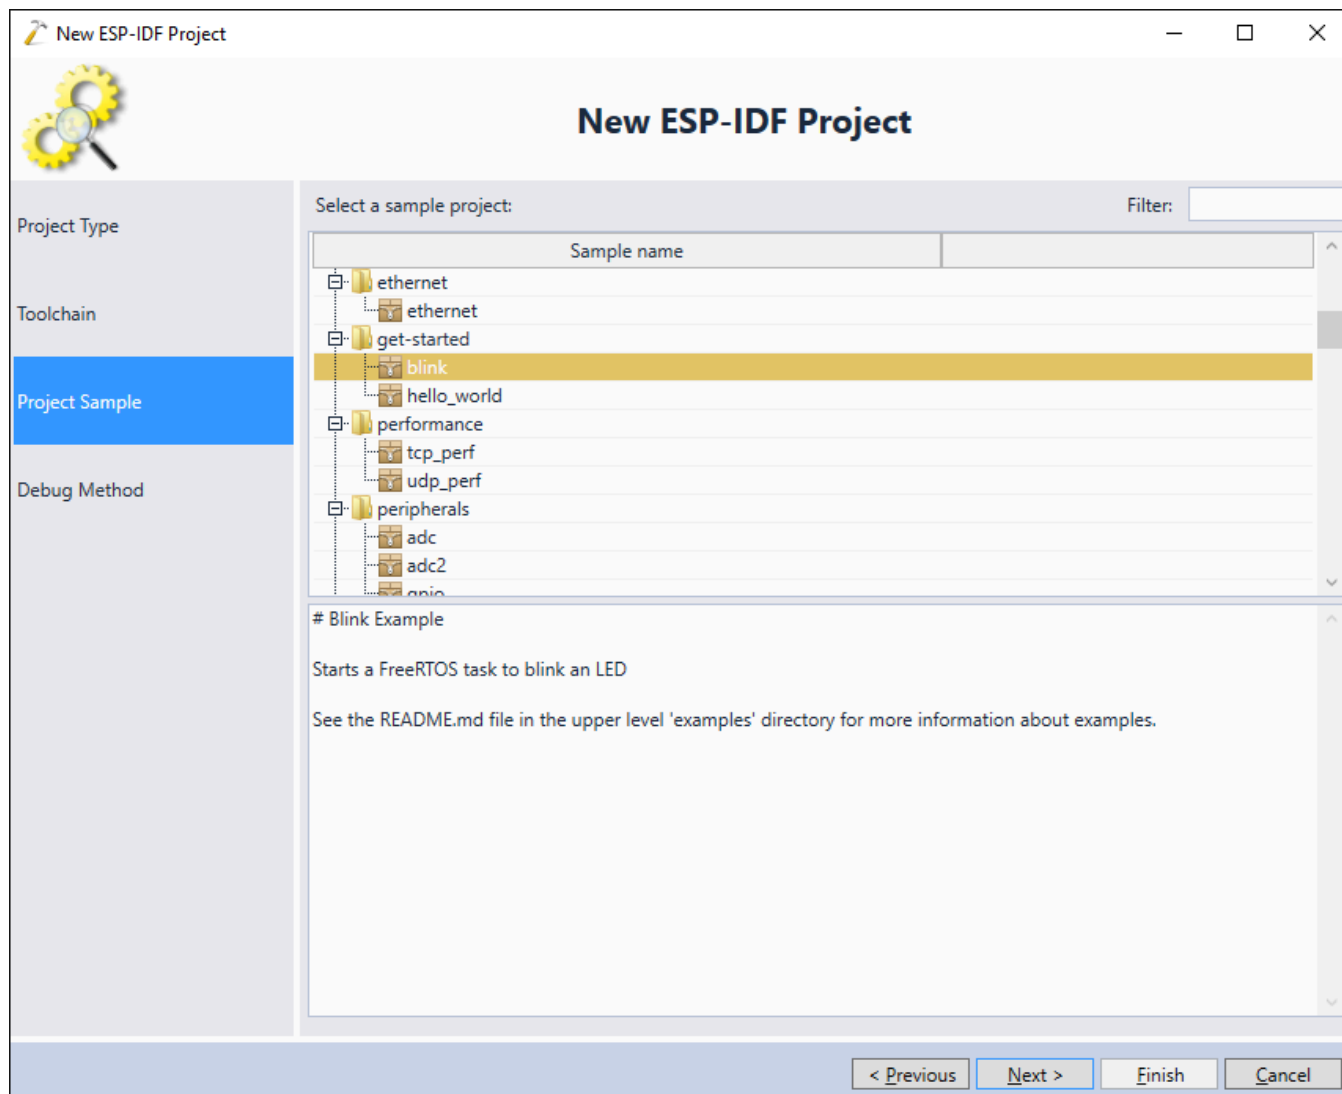 New ESP-IDF Project
New ESP-IDF Project
Project Type
Toolchain
Project Sample
Debug Method
Select a sample project:
Filter:
Sample name
ethernet
ethernet
get-started
blink
hello_world
performance
tcp_perf
udp_perf
peripherals
adc
adc2
gpio
# Blink Example
Starts a FreeRTOS task to blink an LED
See the README.md file in the upper level 'examples' directory for more information about examples.
< Previous
Next >
Finish
Cancel